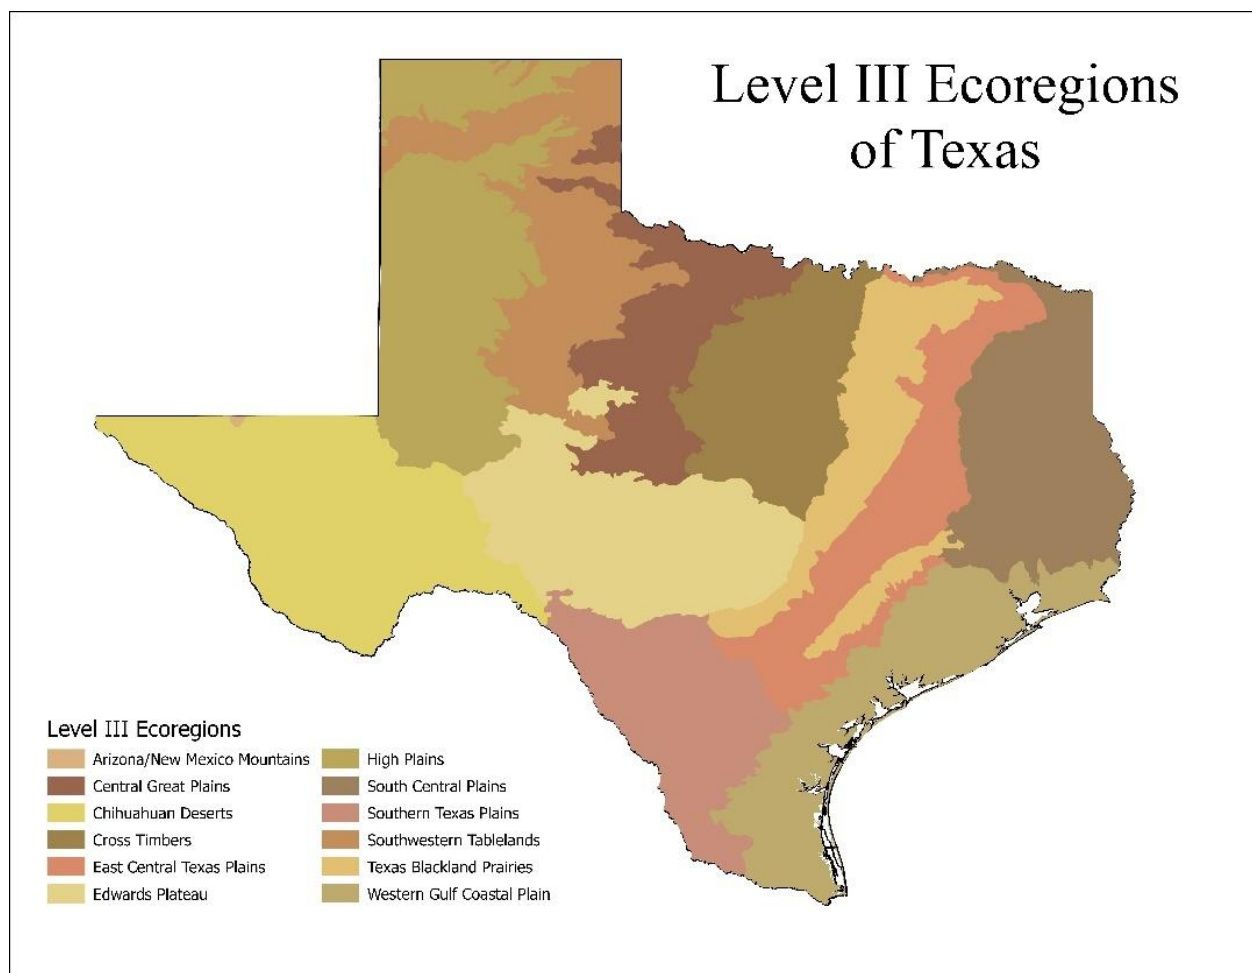 Level III Ecoregions
of Texas
Level III Ecoregions
Arizona/New Mexico Mountains
Central Great Plains
Chihuahuan Deserts
Cross Timbers
East Central Texas Plains
Edwards Plateau
High Plains
South Central Plains
Southern Texas Plains
Southwestern Tablelands
Texas Blackland Prairies
Western Gulf Coastal Plain